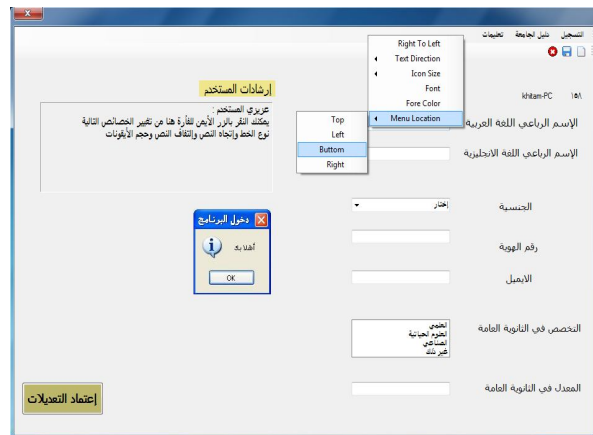 التسجيل دليل الجامعة تعليمات
khitam-PC ١٥٨
Right To Left
Text Direction
Icon Size
Font
Fore Color
Menu Location
Top
Left
Buttom
Right
إرشادات المستخدم
عزيزي المستخدم :
يمكنك النقر بالزر الأيمن للفأرة هنا من تغيير الخصائص التالية
نوع الخط وإتجاه النص وإلتفاف النص وحجم الأيقونات
الإسم الرباعي اللغة العربية
الإسم الرباعي اللغة الانجليزية
الجنسية
إختار
رقم الهوية
الايميل
دخول البرنامج
أهلا بك
OK
التخصص في الثانوية العامة
العلمي
العلوم الحياتية
الصناعي
غير ذلك
المعدل في الثانوية العامة
إعتماد التعديلات